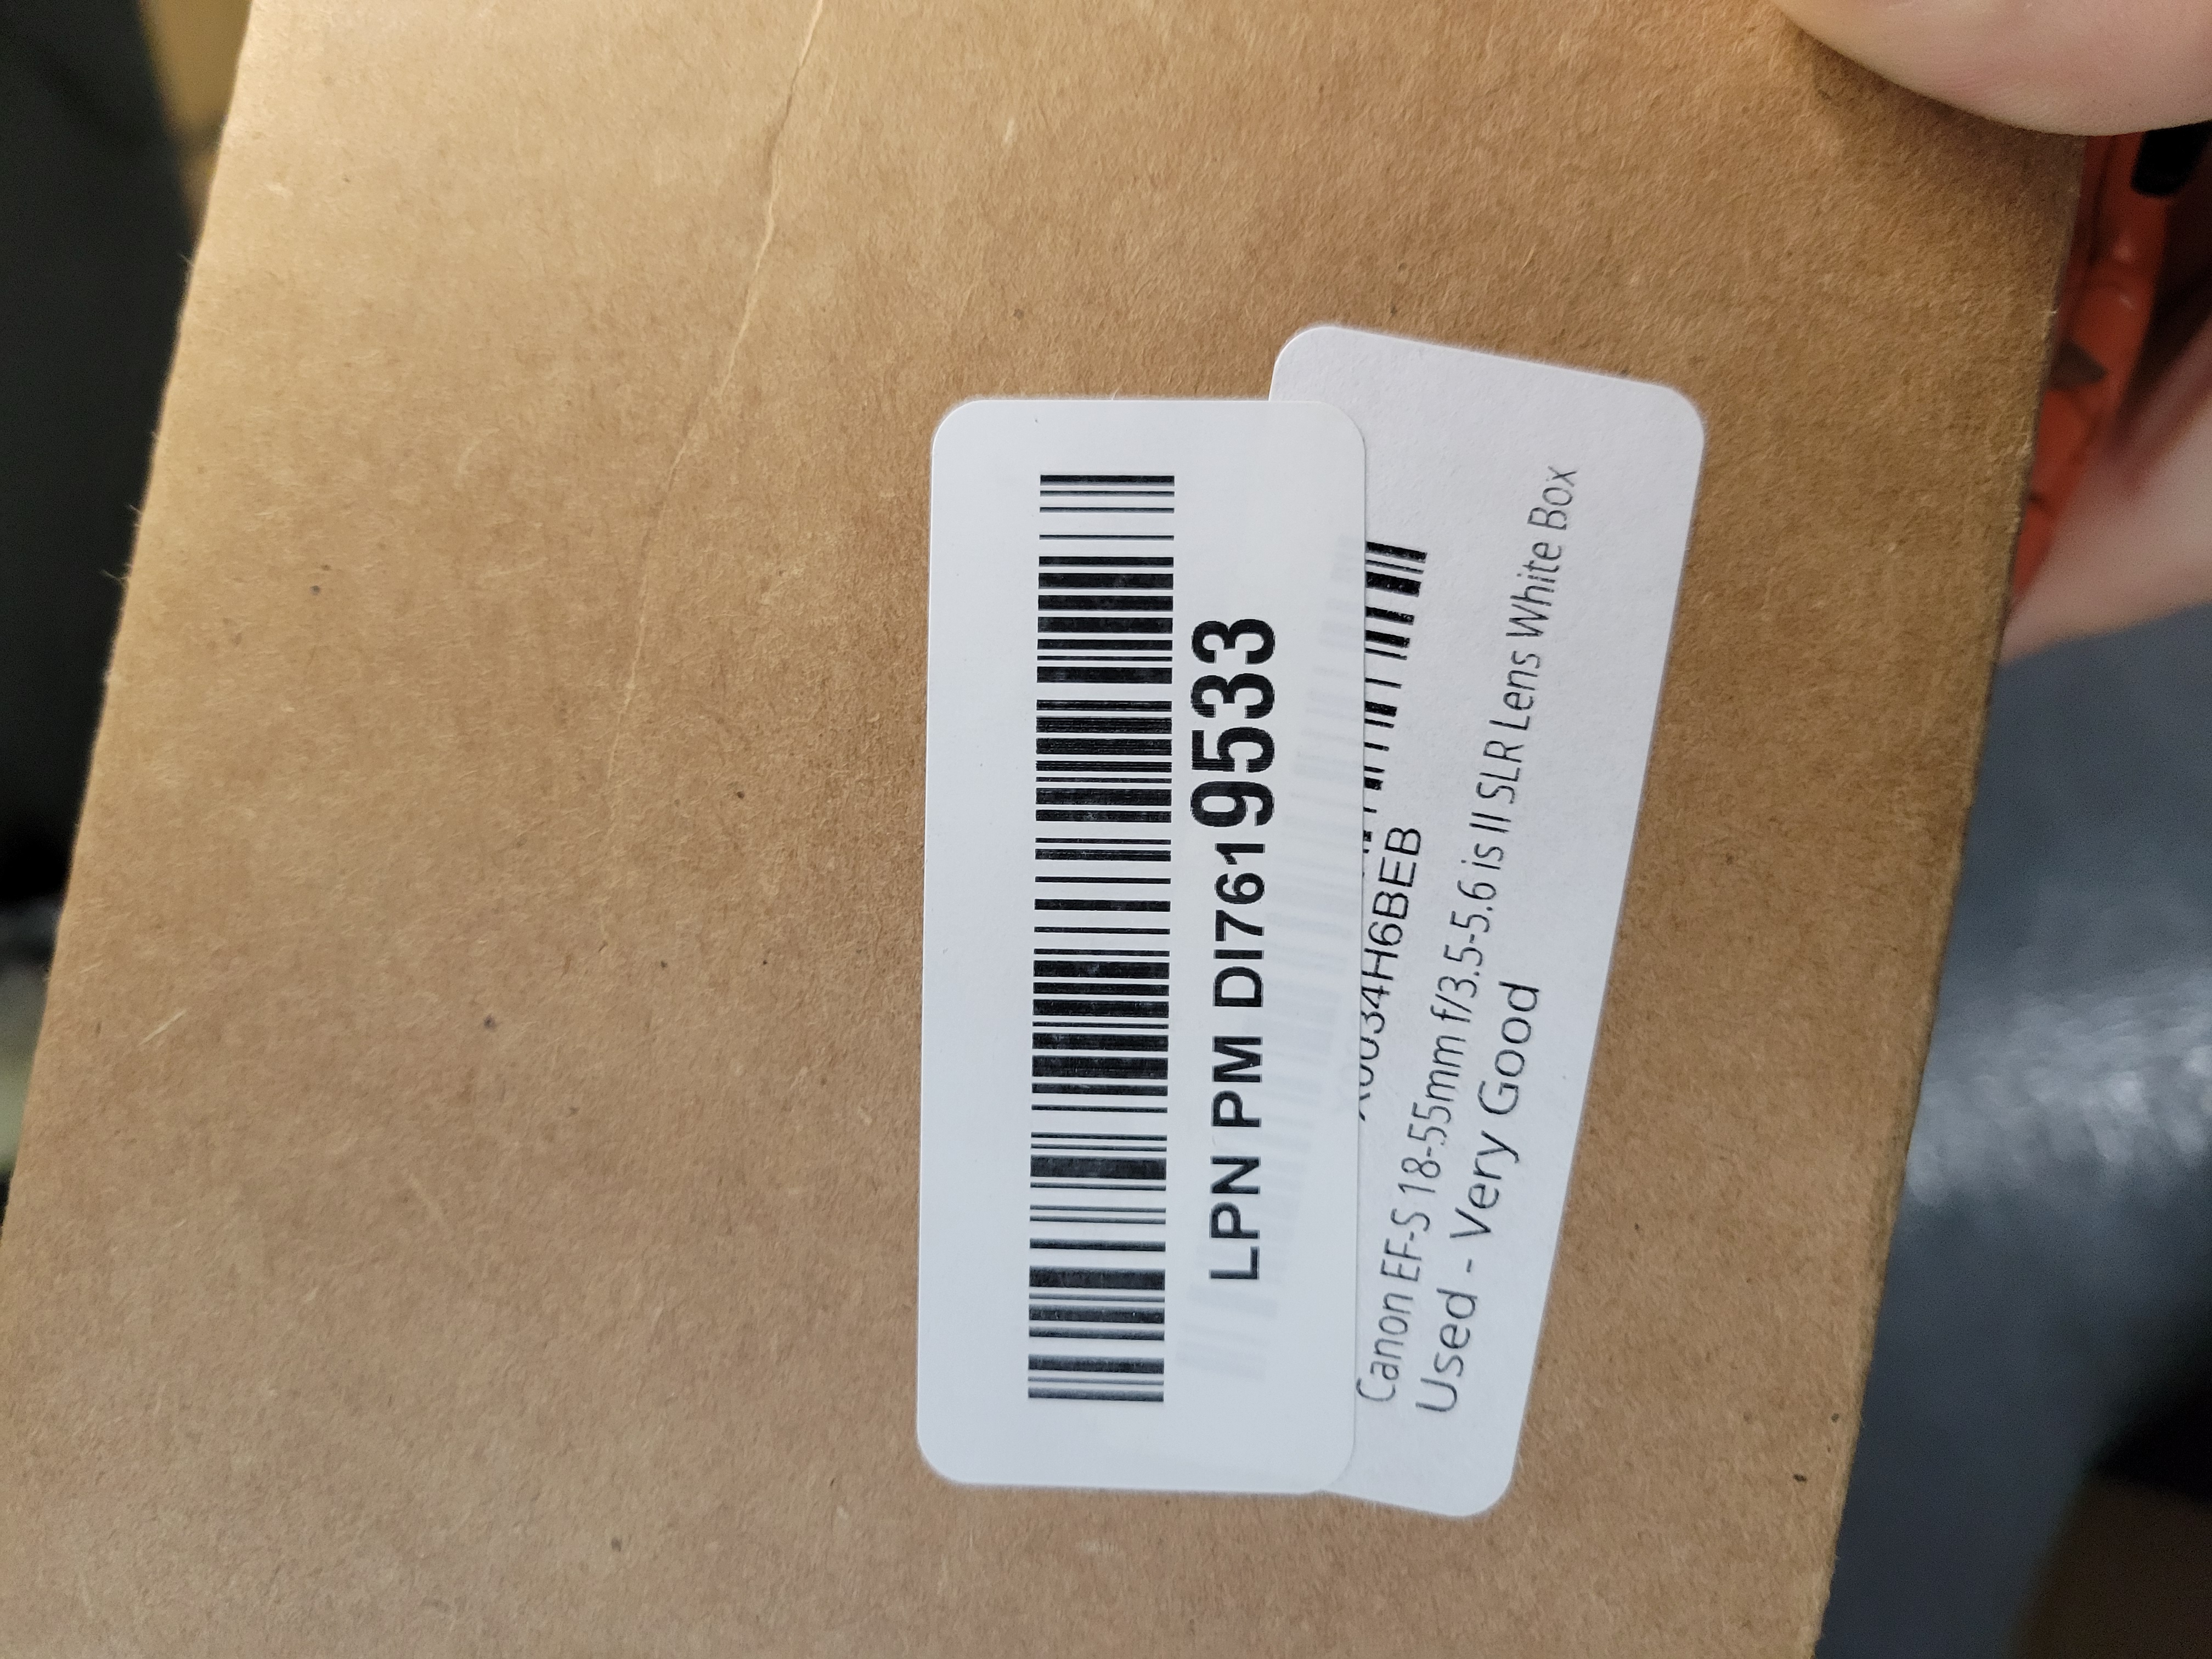 LPN PM DI7619533
X0034H6BEB
Canon EF-S 18-55mm f/3.5-5.6 is II SLR Lens White Box
Used - Very Good